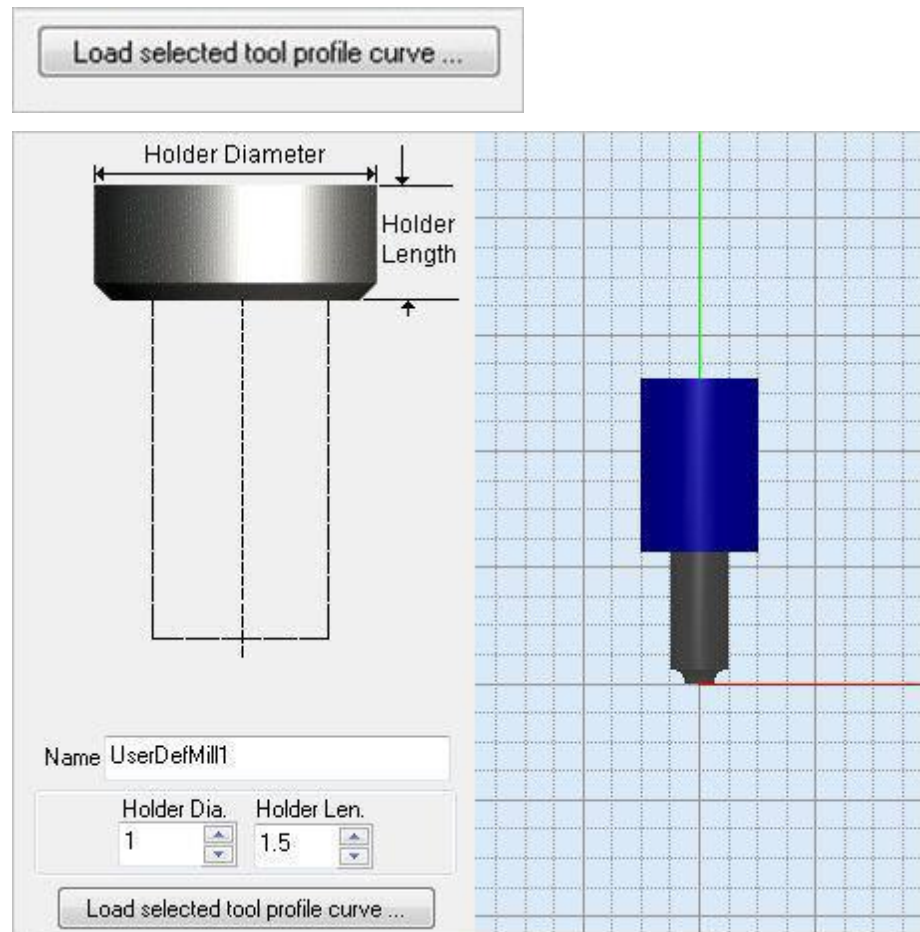 Load selected tool profile curve ...
Holder Diameter
Holder
Length
Name UserDefMill1
Holder Dia. Holder Len.
1 1.5
Load selected tool profile curve ...